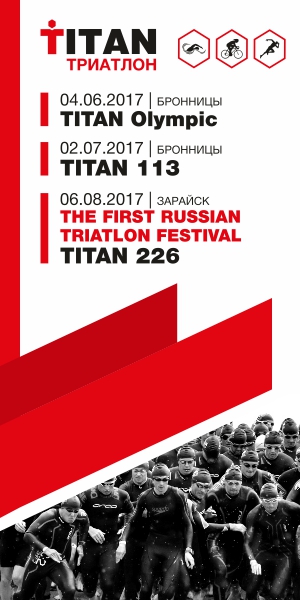 TITAN
ТРИАТЛОН
04.06.2017 | БРОННИЦЫ
TITAN Olympic
02.07.2017 | БРОННИЦЫ
TITAN 113
06.08.2017 | ЗАРАЙСК
THE FIRST RUSSIAN
TRIATLON FESTIVAL
TITAN 226
orca